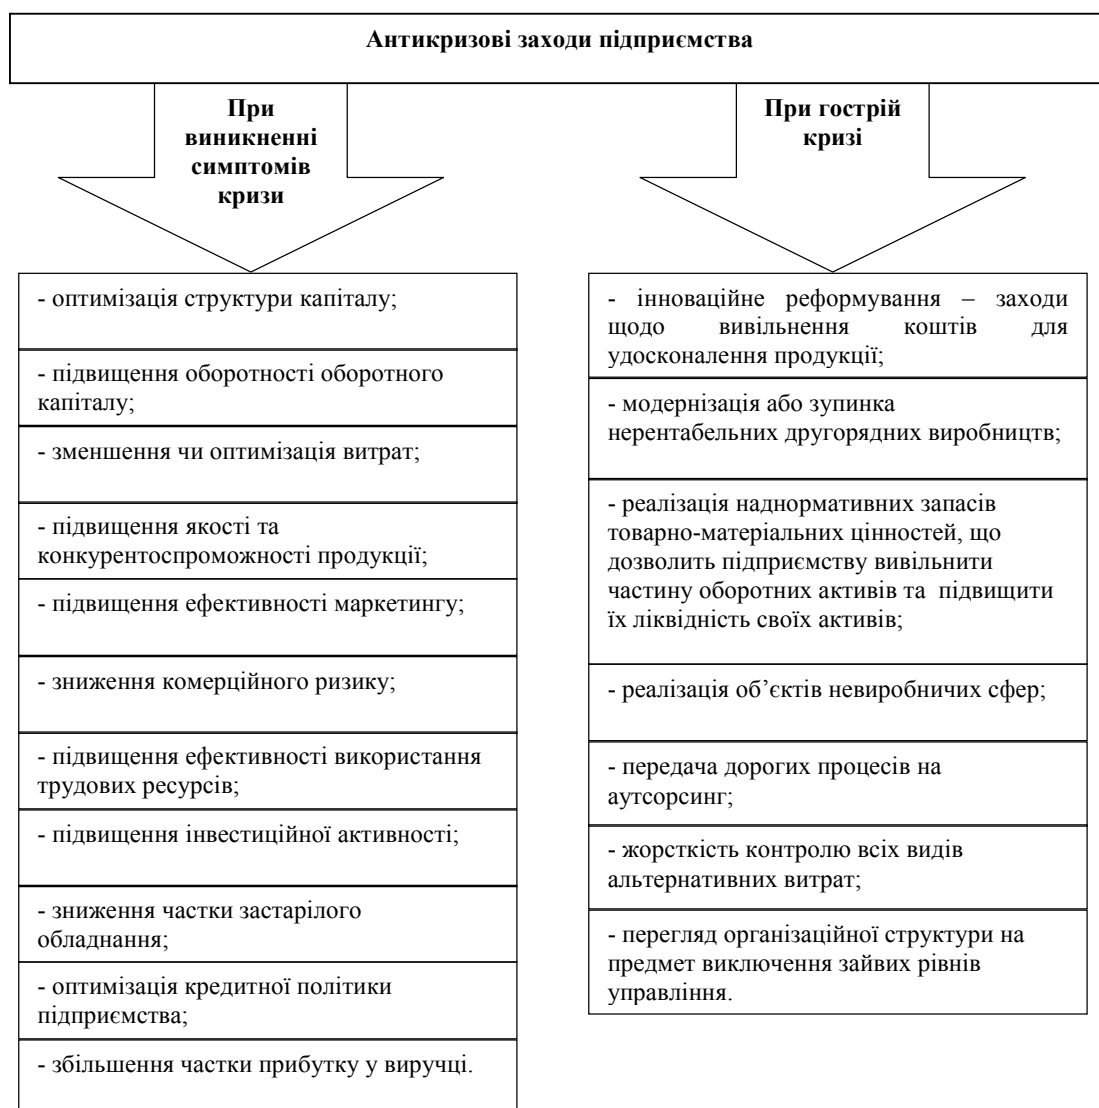 Антикризові заходи підприємства
При
виникненні
симптомів
кризи
- оптимізація структури капіталу;
- підвищення оборотності оборотного
капіталу;
- зменшення чи оптимізація витрат;
- підвищення якості та
конкурентоспроможності продукції;
- підвищення ефективності маркетингу;
- зниження комерційного ризику;
- підвищення ефективності використання
трудових ресурсів;
- підвищення інвестиційної активності;
- зниження частки застарілого
обладнання;
- оптимізація кредитної політики
підприємства;
- збільшення частки прибутку у виручці.
При гострій
кризі
- інноваційне реформування – заходи
щодо вивільнення коштів для
удосконалення продукції;
- модернізація або зупинка
нерентабельних другорядних виробництв;
- реалізація наднормативних запасів
товарно-матеріальних цінностей, що
дозволить підприємству вивільнити
частину оборотних активів та підвищити
їх ліквідність своїх активів;
- реалізація об’єктів невиробничих сфер;
- передача дорогих процесів на
аутсорсинг;
- жорсткість контролю всіх видів
альтернативних витрат;
- перегляд організаційної структури на
предмет виключення зайвих рівнів
управління.